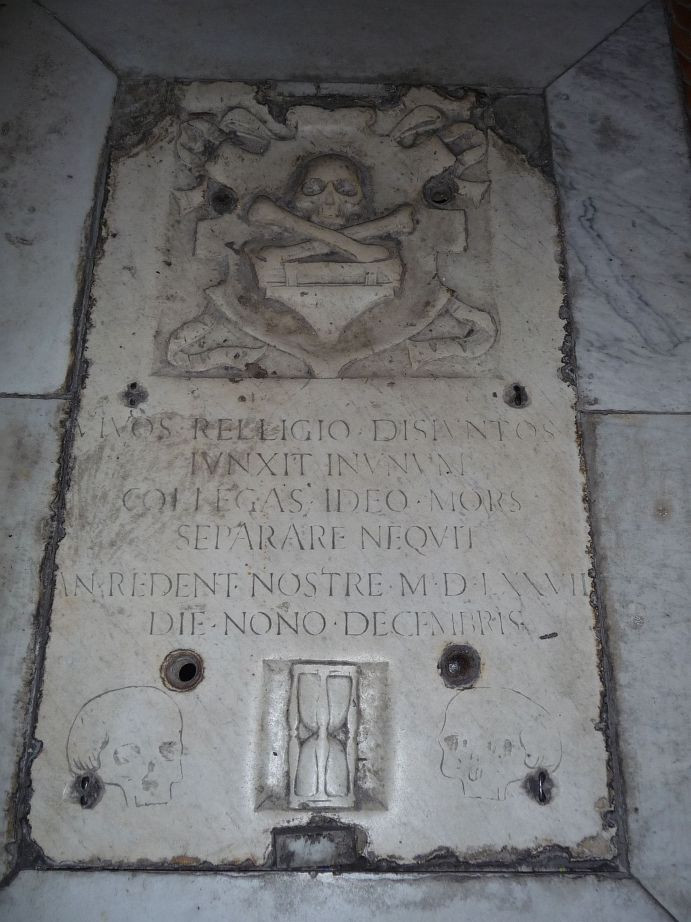 VIVOS RELLIGIO · DISIVNTOS
IVNXIT INVNVM
COLLEGAS · IDEO · MORS
SEPARARE NEQVIT
AN · REDENT · NOSTRE · M · D · LXXVII
DIE · NONO · DECEMBRIS